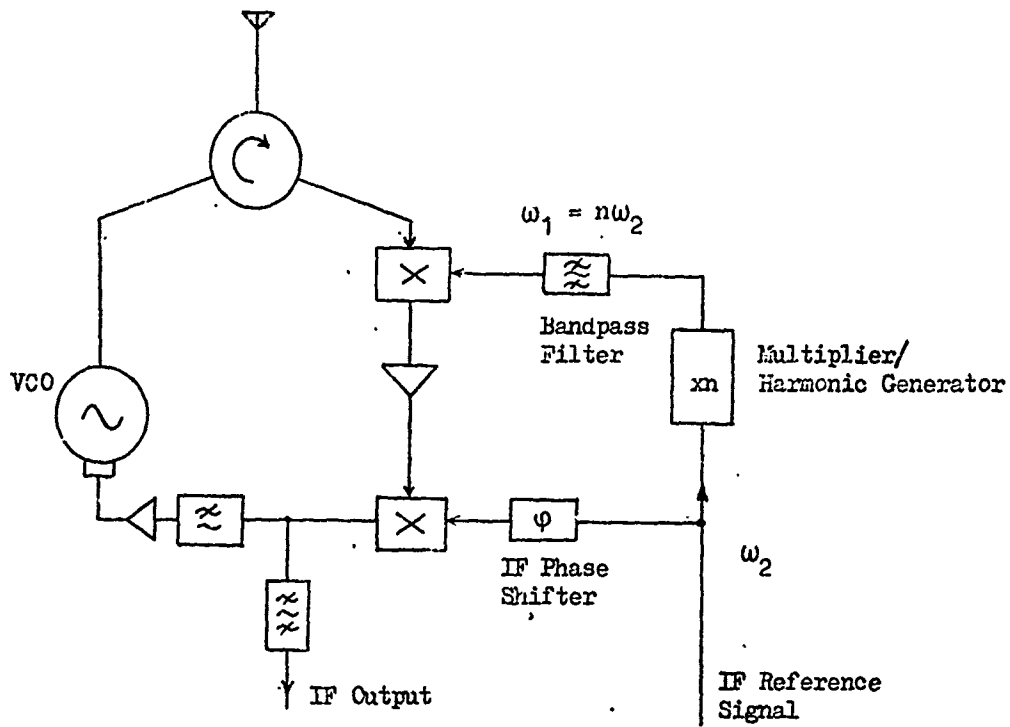 ω₁ = nω₂
Bandpass
Filter
Multiplier/
Harmonic Generator
xn
VCO
φ
IF Phase
Shifter
ω₂
IF Output
IF Reference
Signal